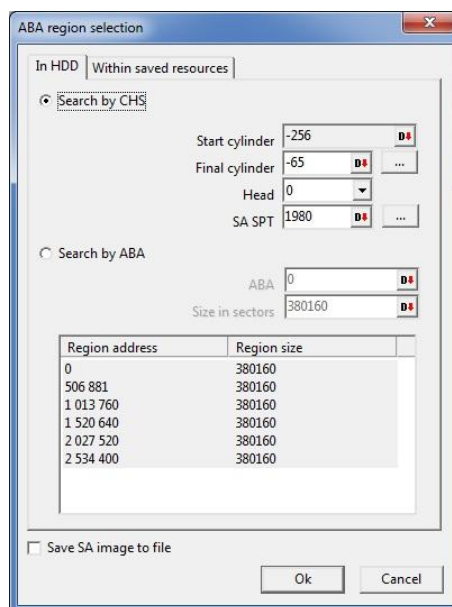 ABA region selection
In HDD
Within saved resources
Search by CHS
Start cylinder -256 D
Final cylinder -65 D ...
Head 0
SA SPT 1980 D ...
Search by ABA
ABA 0 D
Size in sectors 380160 D
Region address Region size
0 380160
506 881 380160
1 013 760 380160
1 520 640 380160
2 027 520 380160
2 534 400 380160
Save SA image to file
Ok Cancel